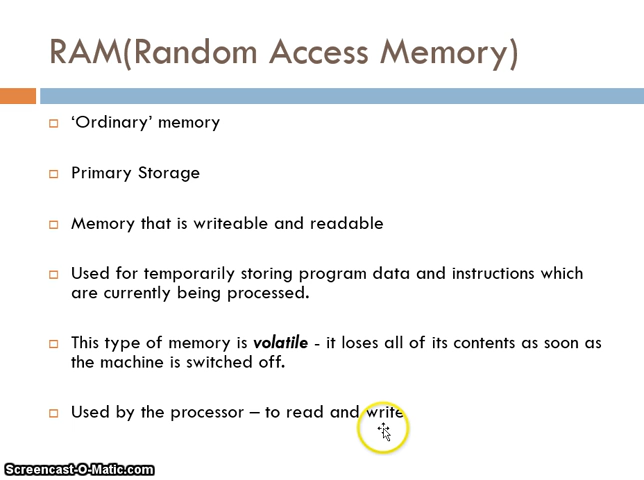 RAM(Random Access Memory)
‘Ordinary’ memory
Primary Storage
Memory that is writeable and readable
Used for temporarily storing program data and instructions which
are currently being processed.
This type of memory is volatile - it loses all of its contents as soon as
the machine is switched off.
Used by the processor – to read and write
Screencast-O-Matic.com